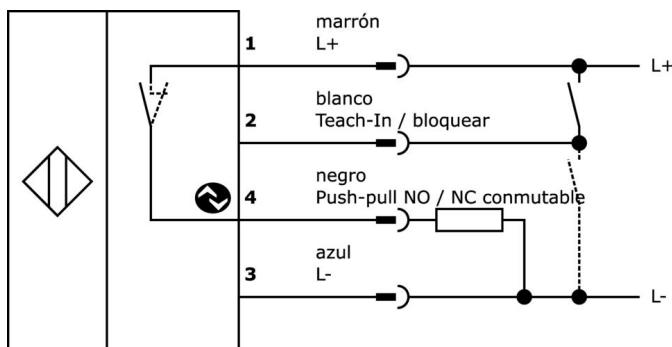 marrón
1 L+
L+
blanco
2 Teach-In / bloquear
negro
4 Push-pull NO / NC conmutable
azul
3 L-
L-